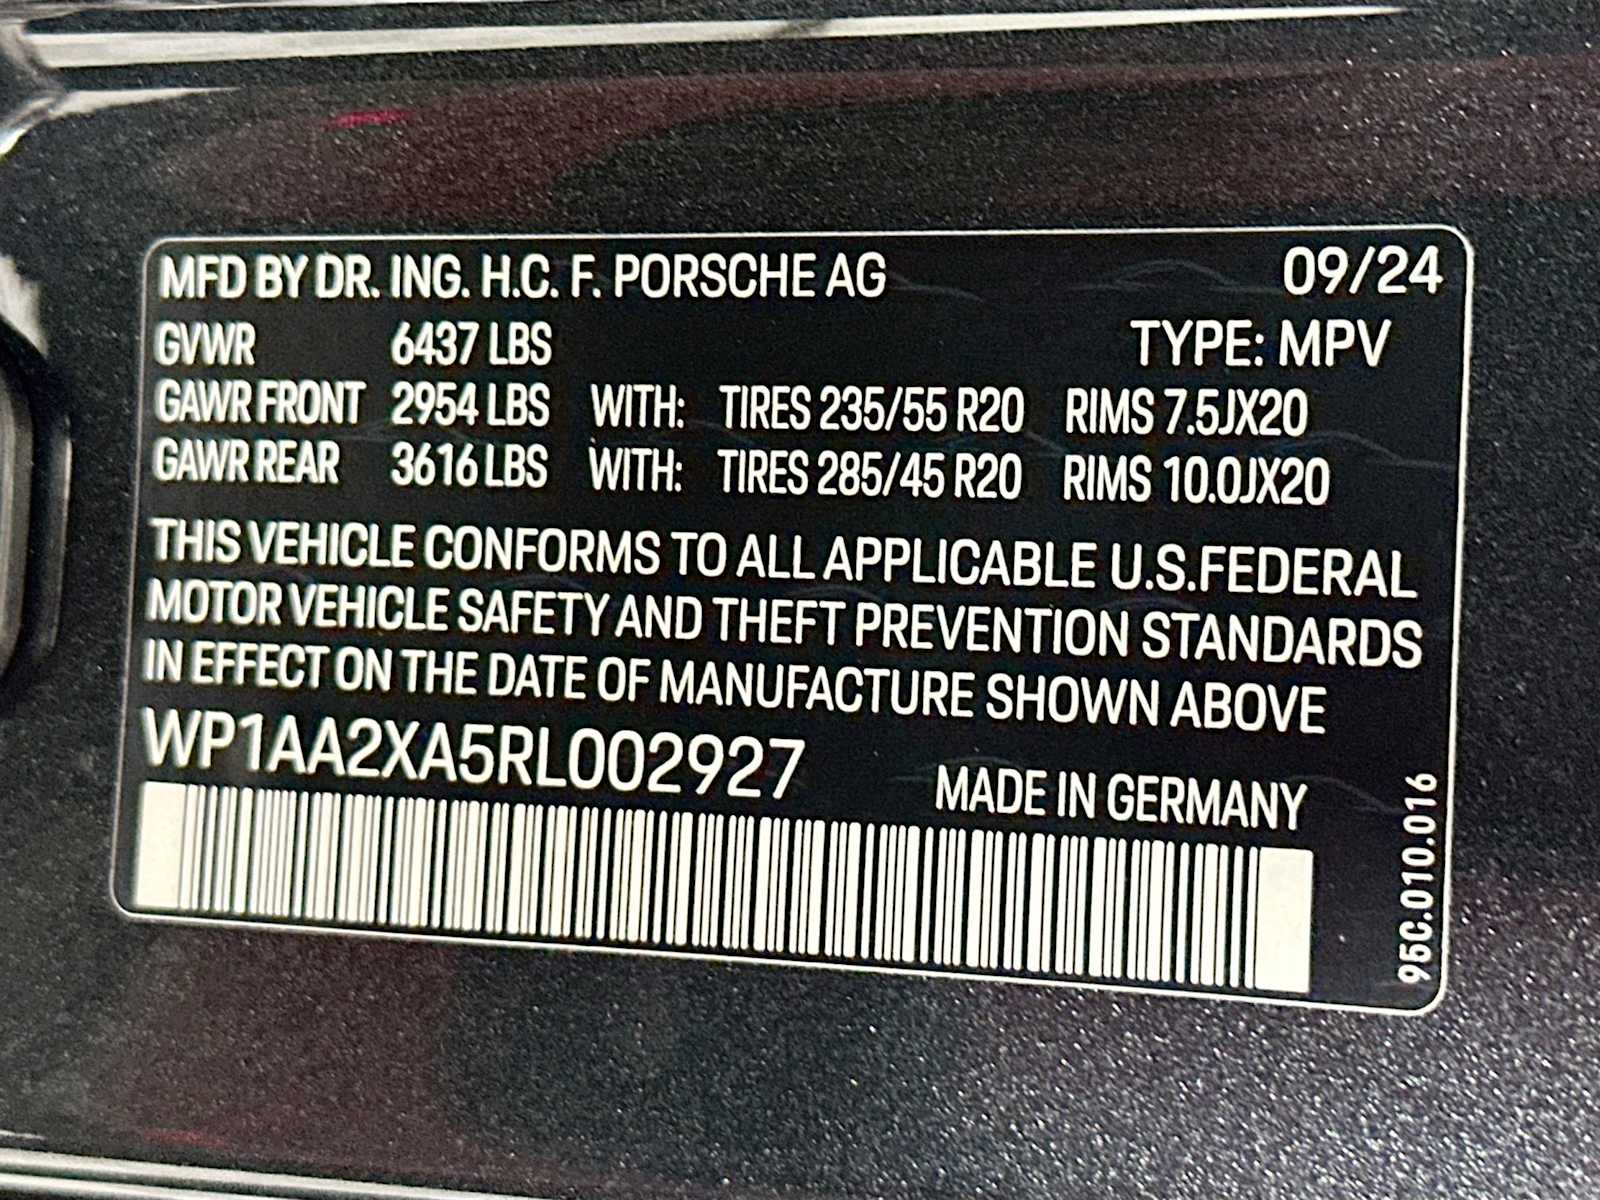 MFD BY DR. ING. H.C. F. PORSCHE AG 09/24
GVWR 6437 LBS TYPE: MPV
GAWR FRONT 2954 LBS WITH: TIRES 235/55 R20 RIMS 7.5JX20
GAWR REAR 3616 LBS WITH: TIRES 285/45 R20 RIMS 10.0JX20
THIS VEHICLE CONFORMS TO ALL APPLICABLE U.S.FEDERAL
MOTOR VEHICLE SAFETY AND THEFT PREVENTION STANDARDS
IN EFFECT ON THE DATE OF MANUFACTURE SHOWN ABOVE
WP1AA2XA5RL002927
MADE IN GERMANY
95C.010.016